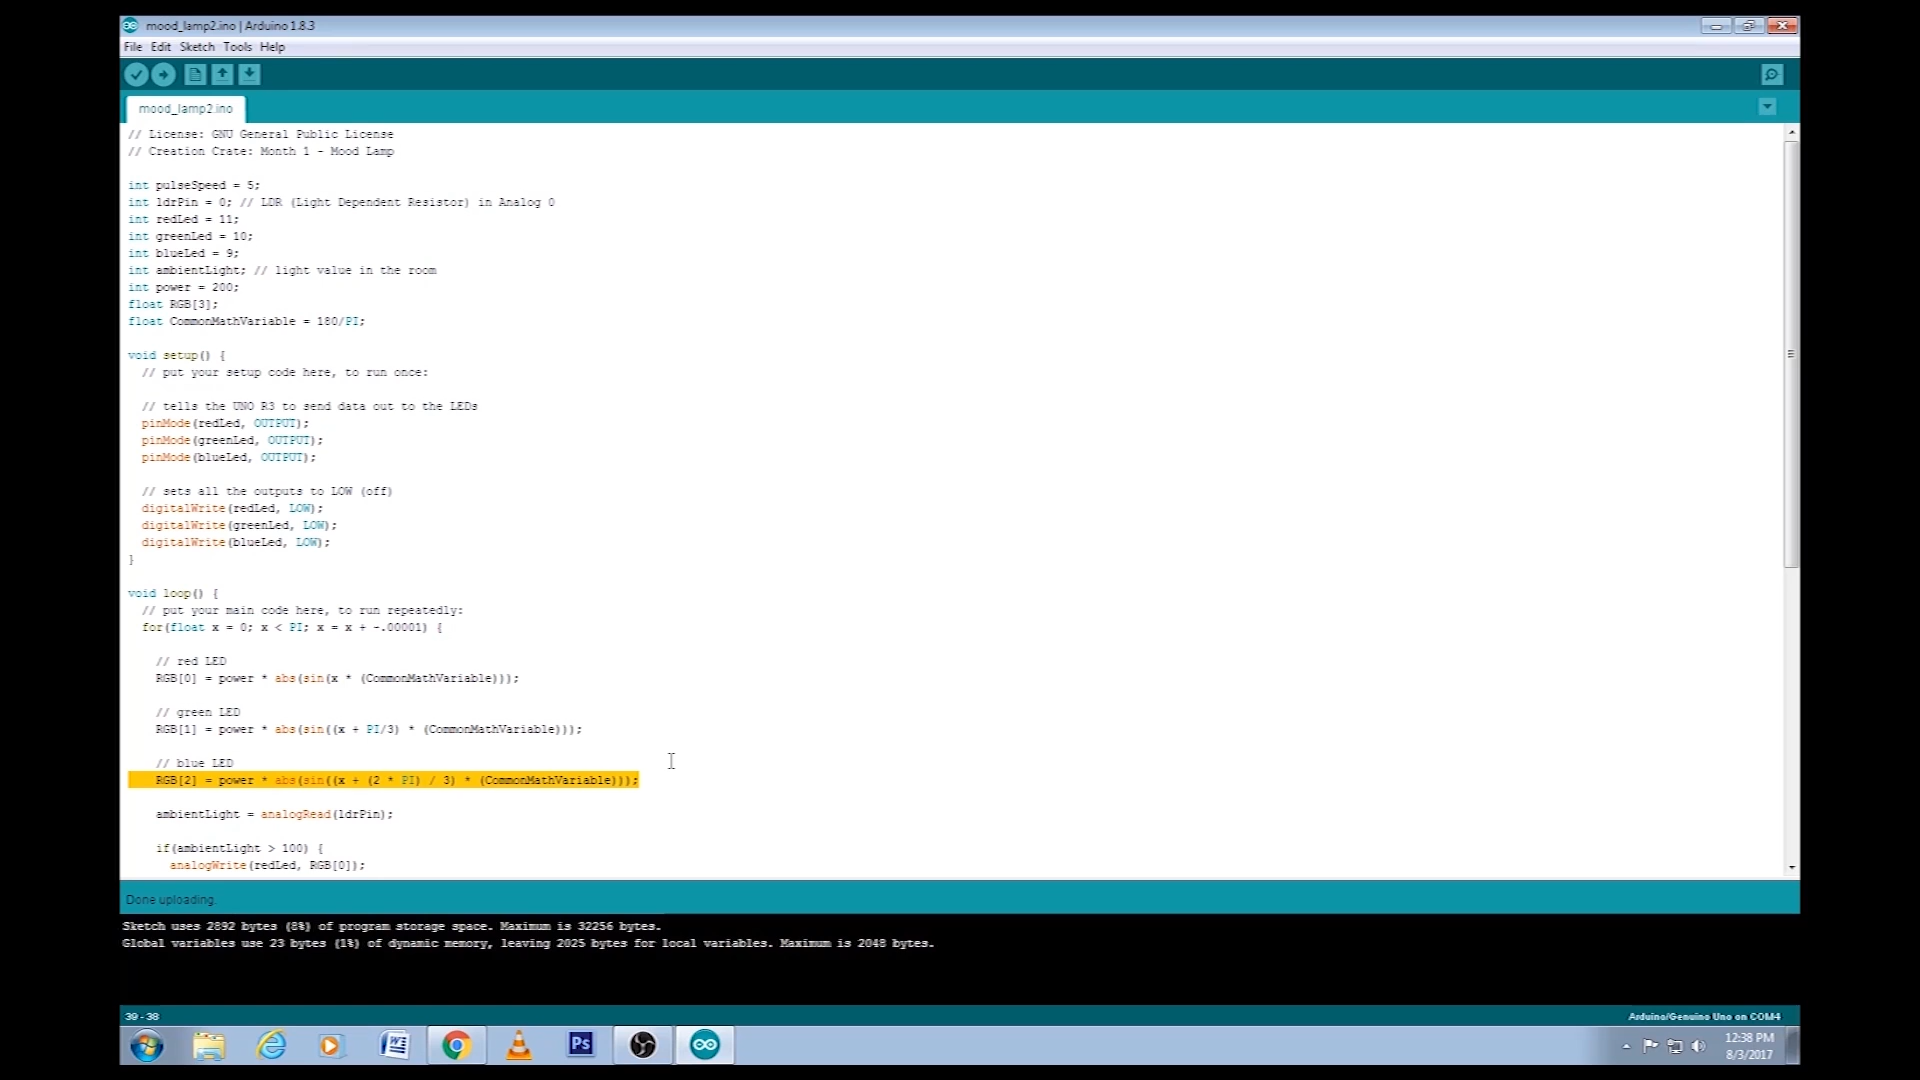 mood_lamp2.ino | Arduino 1.8.3
File Edit Sketch Tools Help
mood_lamp2.ino
// License: GNU General Public License
// Creation Crate: Month 1 - Mood Lamp
int pulseSpeed = 5;
int ldrPin = 0; // LDR (Light Dependent Resistor) in Analog 0
int redLed = 11;
int greenLed = 10;
int blueLed = 9;
int ambientLight; // light value in the room
int power = 200;
float RGB[3];
float CommonMathVariable = 180/PI;
void setup() {
// put your setup code here, to run once:
// tells the UNO R3 to send data out to the LEDs
pinMode(redLed, OUTPUT);
pinMode(greenLed, OUTPUT);
pinMode(blueLed, OUTPUT);
// sets all the outputs to LOW (off)
digitalWrite(redLed, LOW);
digitalWrite(greenLed, LOW);
digitalWrite(blueLed, LOW);
}
void loop() {
// put your main code here, to run repeatedly:
for(float x = 0; x < PI; x = x + -.00001) {
// red LED
RGB[0] = power * abs(sin(x * (CommonMathVariable)));
// green LED
RGB[1] = power * abs(sin((x + PI/3) * (CommonMathVariable)));
// blue LED
RGB[2] = power * abs(sin((x + (2 * PI) / 3) * (CommonMathVariable)));
ambientLight = analogRead(ldrPin);
if(ambientLight > 100) {
analogWrite(redLed, RGB[0]);
Done uploading.
Sketch uses 2892 bytes (8%) of program storage space. Maximum is 32256 bytes.
Global variables use 23 bytes (1%) of dynamic memory, leaving 2025 bytes for local variables. Maximum is 2048 bytes.
39 - 38
Arduino/Genuino Uno on COM4
Ps
12:38 PM
8/3/2017